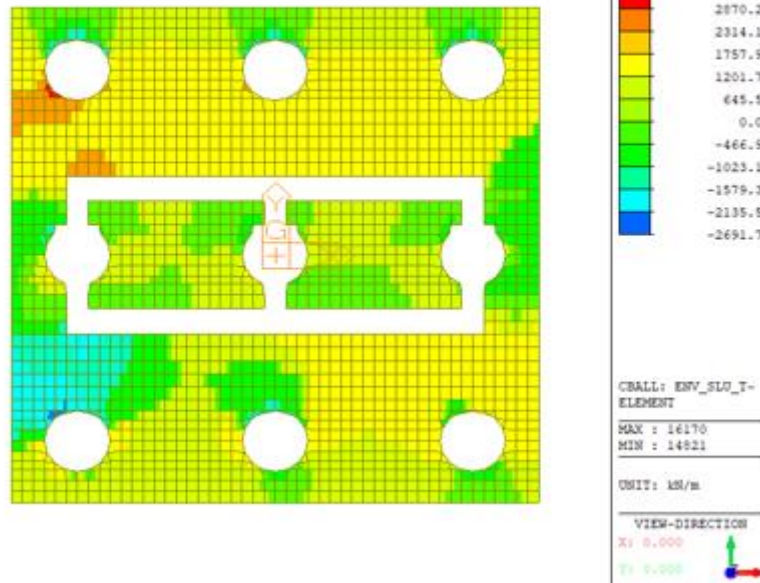 2870.2
2314.1
1757.9
1201.7
645.5
0.0
-466.9
-1023.1
-1579.3
-2135.5
-2691.7
Y
G
CBALL: ENV_SLU_T-
ELEMENT
MAX : 16170
MIN : 14821
UNIT: kN/m
VIEW-DIRECTION
X: 0.000
Y: 0.000
Z